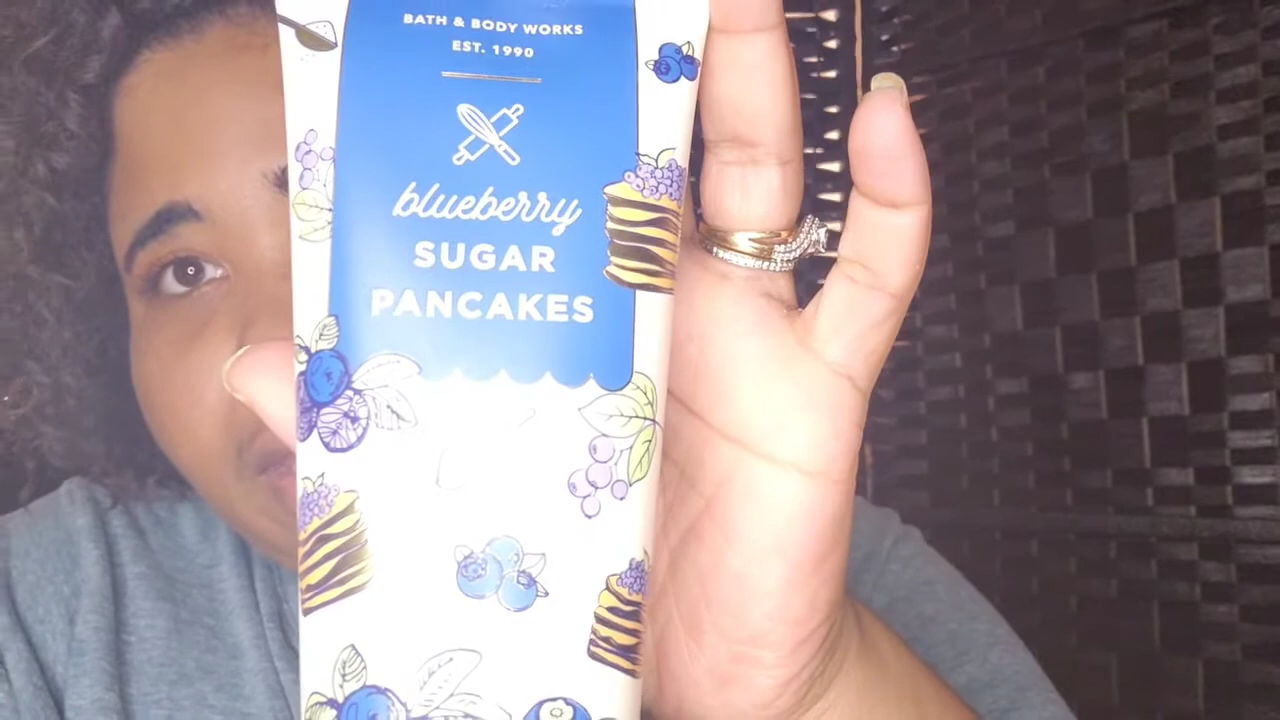 BATH & BODY WORKS
EST. 1990
blueberry
SUGAR
PANCAKES